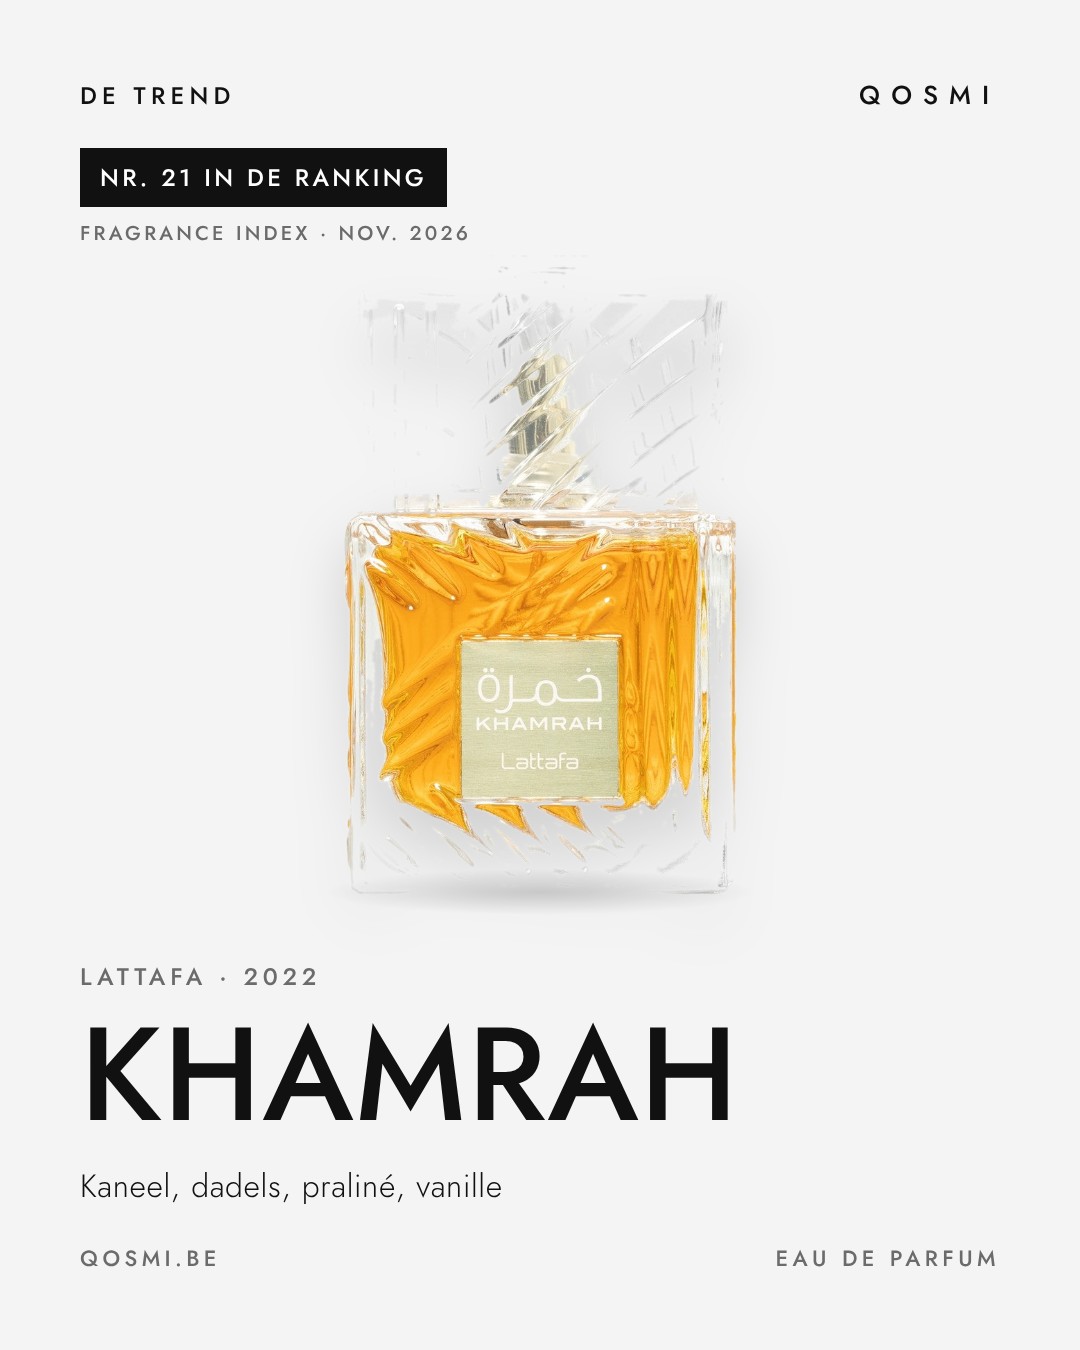 DE TREND
QOSMI
NR. 21 IN DE RANKING
FRAGRANCE INDEX · NOV. 2026
خمرة
KHAMRAH
Lattafa
LATTAFA · 2022
KHAMRAH
Kaneel, dadels, praliné, vanille
QOSMI.BE
EAU DE PARFUM